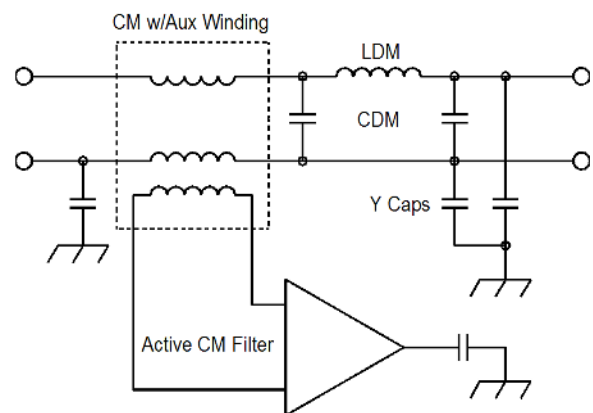 CM w/Aux Winding
LDM
CDM
Y Caps
Active CM Filter